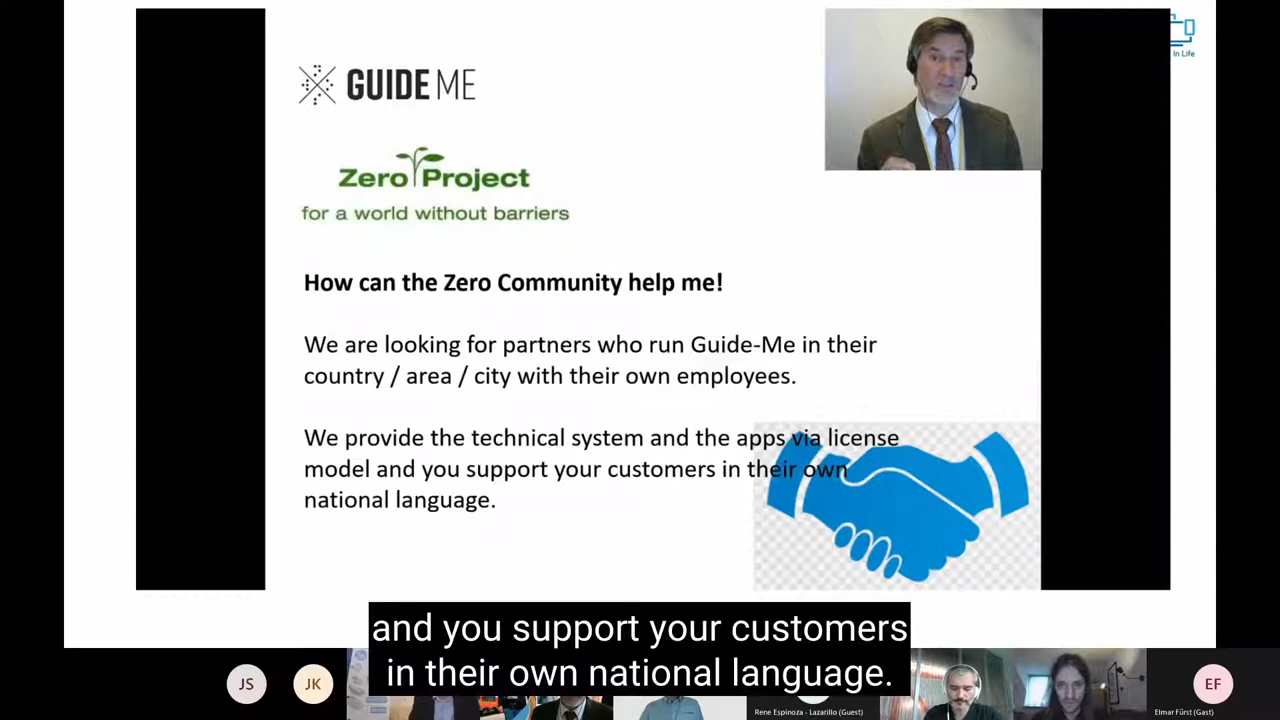 In Life
GUIDE ME
Zero Project
for a world without barriers
How can the Zero Community help me!
We are looking for partners who run Guide-Me in their
country / area / city with their own employees.
We provide the technical system and the apps via license
model and you support your customers in their own
national language.
and you support your customers
in their own national language.
JS
JK
EF
Rene Espinoza - Lazarillo (Guest)
Elmar Fürst (Gast)